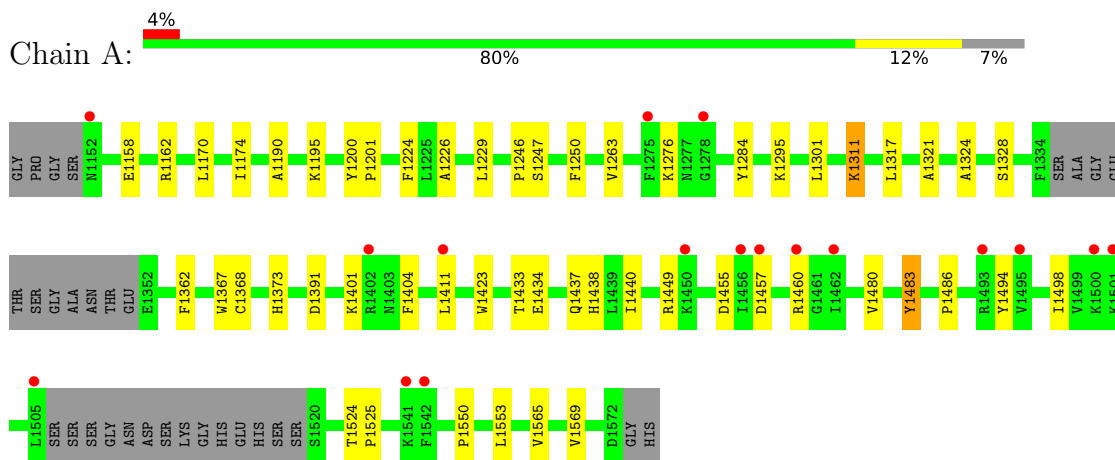 4%
Chain A:
80% 12% 7%
GLY PRO GLY SER N1152 E1158 R1162 L1170 I1174 A1190 K1195 Y1200 P1201 F1224 L1225 A1226 L1229 P1246 S1247 F1250 V1263 F1275 K1276 N1277 G1278 Y1284 K1295 L1301 K1311 L1317 A1321 A1324 S1328 F1334 SER ALA GLY GLU
THR SER GLY ALA ASN THR GLU E1352 F1362 W1367 C1368 H1373 D1391 K1401 R1402 N1403 F1404 L1411 W1423 T1433 E1434 Q1437 H1438 L1439 I1440 R1449 K1450 D1455 I1456 D1457 R1460 G1461 I1462 V1480 Y1483 P1486 R1493 Y1494 V1495 I1498 V1499 K1500 K1501
L1505 SER SER SER GLY ASN ASP SER LYS GLY HIS GLU HIS SER SER S1520 T1524 P1525 K1541 F1542 P1550 L1553 V1565 V1569 D1572 GLY HIS